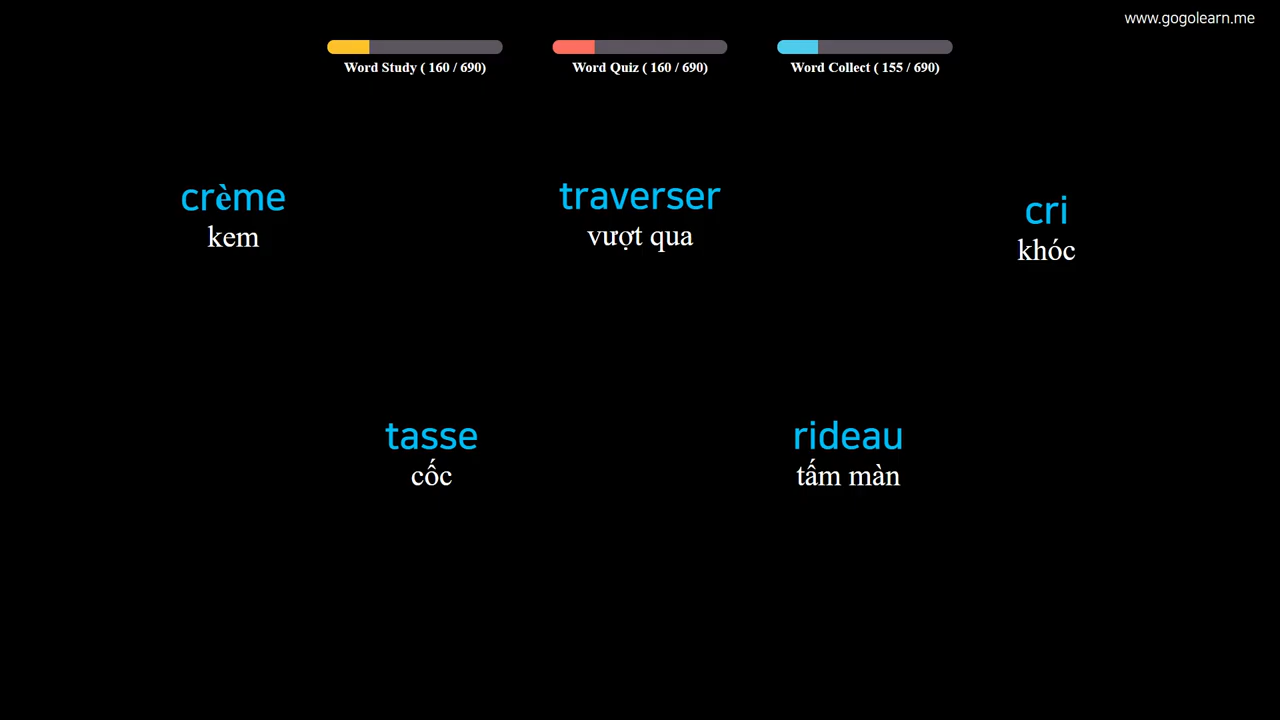 www.gogolearn.me
Word Study ( 160 / 690)
Word Quiz ( 160 / 690)
Word Collect ( 155 / 690)
crème
kem
traverser
vượt qua
cri
khóc
tasse
cốc
rideau
tấm màn